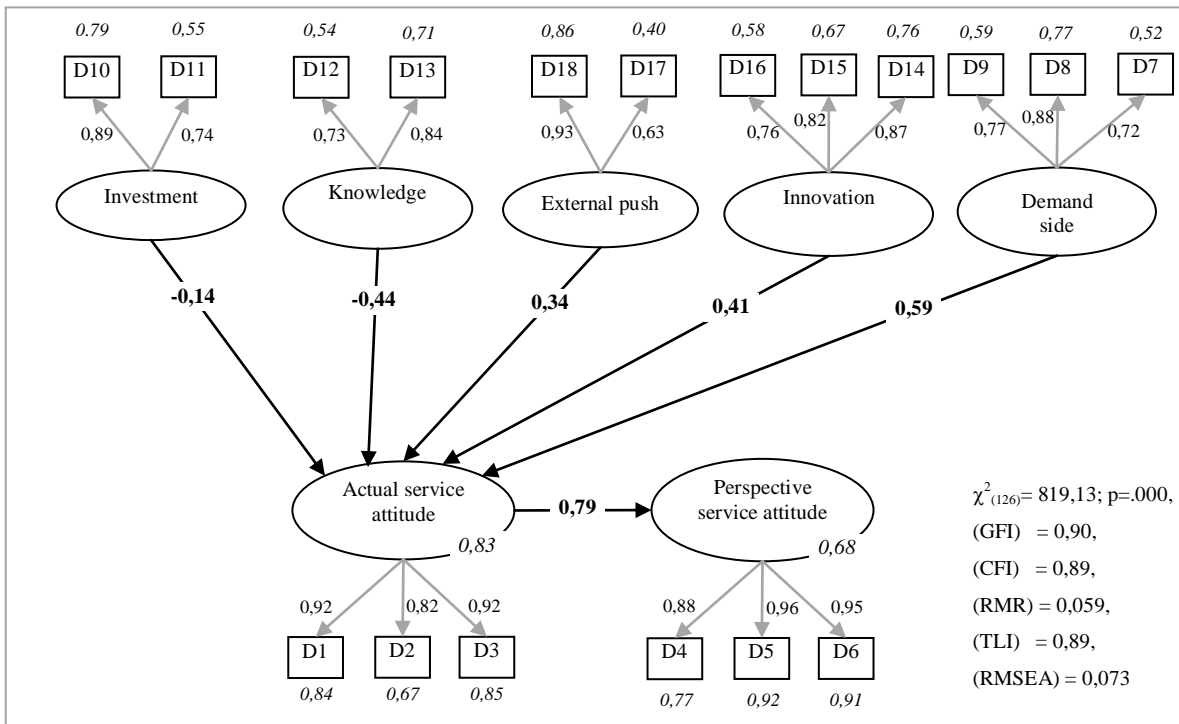 0.79 0,55 0,54 0,71 0,86 0,40 0,58 0,67 0,76 0,59 0,77 0,52
D10 D11 D12 D13 D18 D17 D16 D15 D14 D9 D8 D7
0,89 0,74 0,73 0,84 0,93 0,63 0,76 0,82 0,87 0,77 0,88 0,72
Investment Knowledge External push Innovation Demand
side
-0,14 -0,44 0,34 0,41 0,59
Actual service
attitude
0,83
0,79
Perspective
service attitude
0,68
0,92 0,82 0,92 0,88 0,96 0,95
D1 D2 D3 D4 D5 D6
0,84 0,67 0,85 0,77 0,92 0,91
χ²₍₁₂₆₎= 819,13; p=.000,
(GFI) = 0,90,
(CFI) = 0,89,
(RMR) = 0,059,
(TLI) = 0,89,
(RMSEA) = 0,073